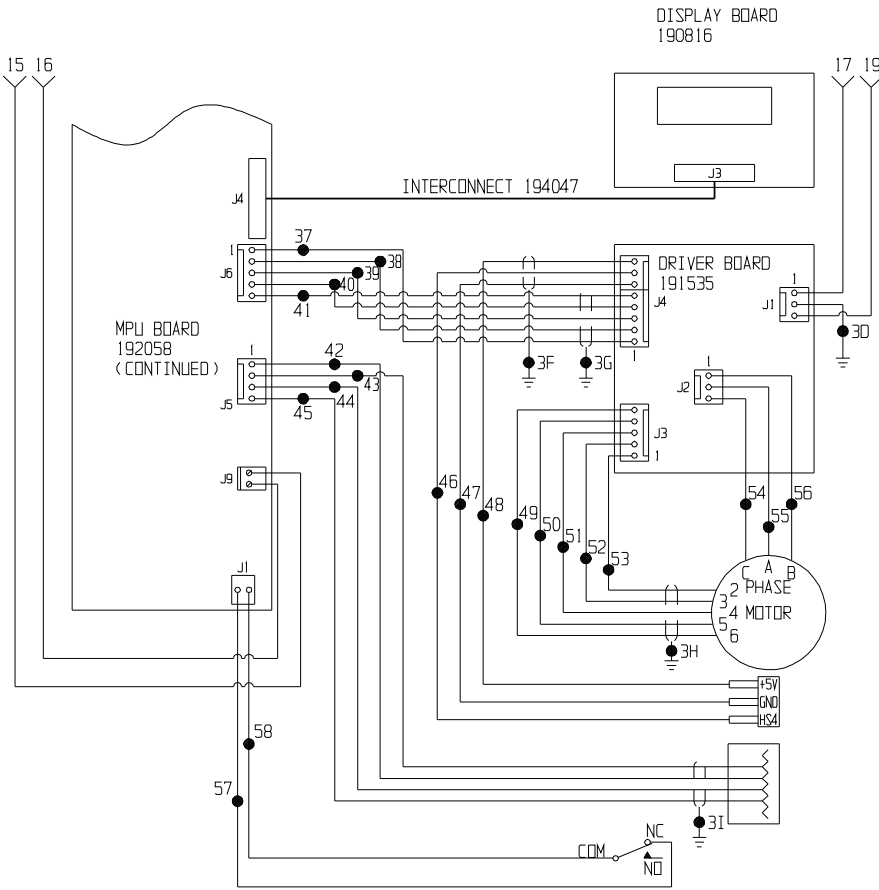 DISPLAY BOARD
190816
15 16
17 19
J3
INTERCONNECT 194047
J4
37
1
38
J6
39
40
41
DRIVER BOARD
191535
J4
1
1
J1
3D
MPU BOARD
192058
(CONTINUED)
3F
3G
42
1
43
44
J5
45
1
J2
J3
1
J9
46
47
48
49
50
51
52
53
54
55
56
J1
C A B
2 PHASE
3
4 MOTOR
5
6
3H
+5V
GND
HS4
58
57
3I
NC
COM
NO